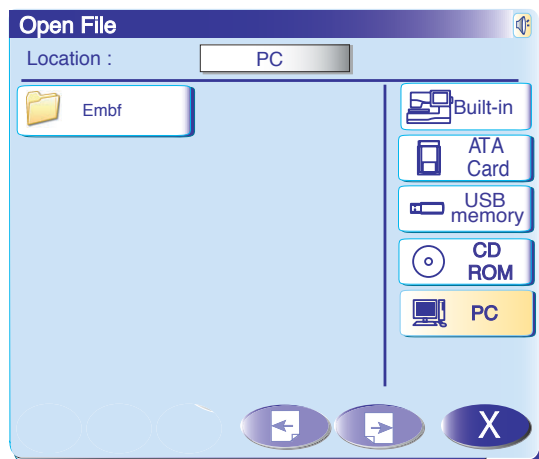 Open File
Location :
PC
Embf
Built-in
ATA
Card
USB
memory
CD
ROM
PC
X